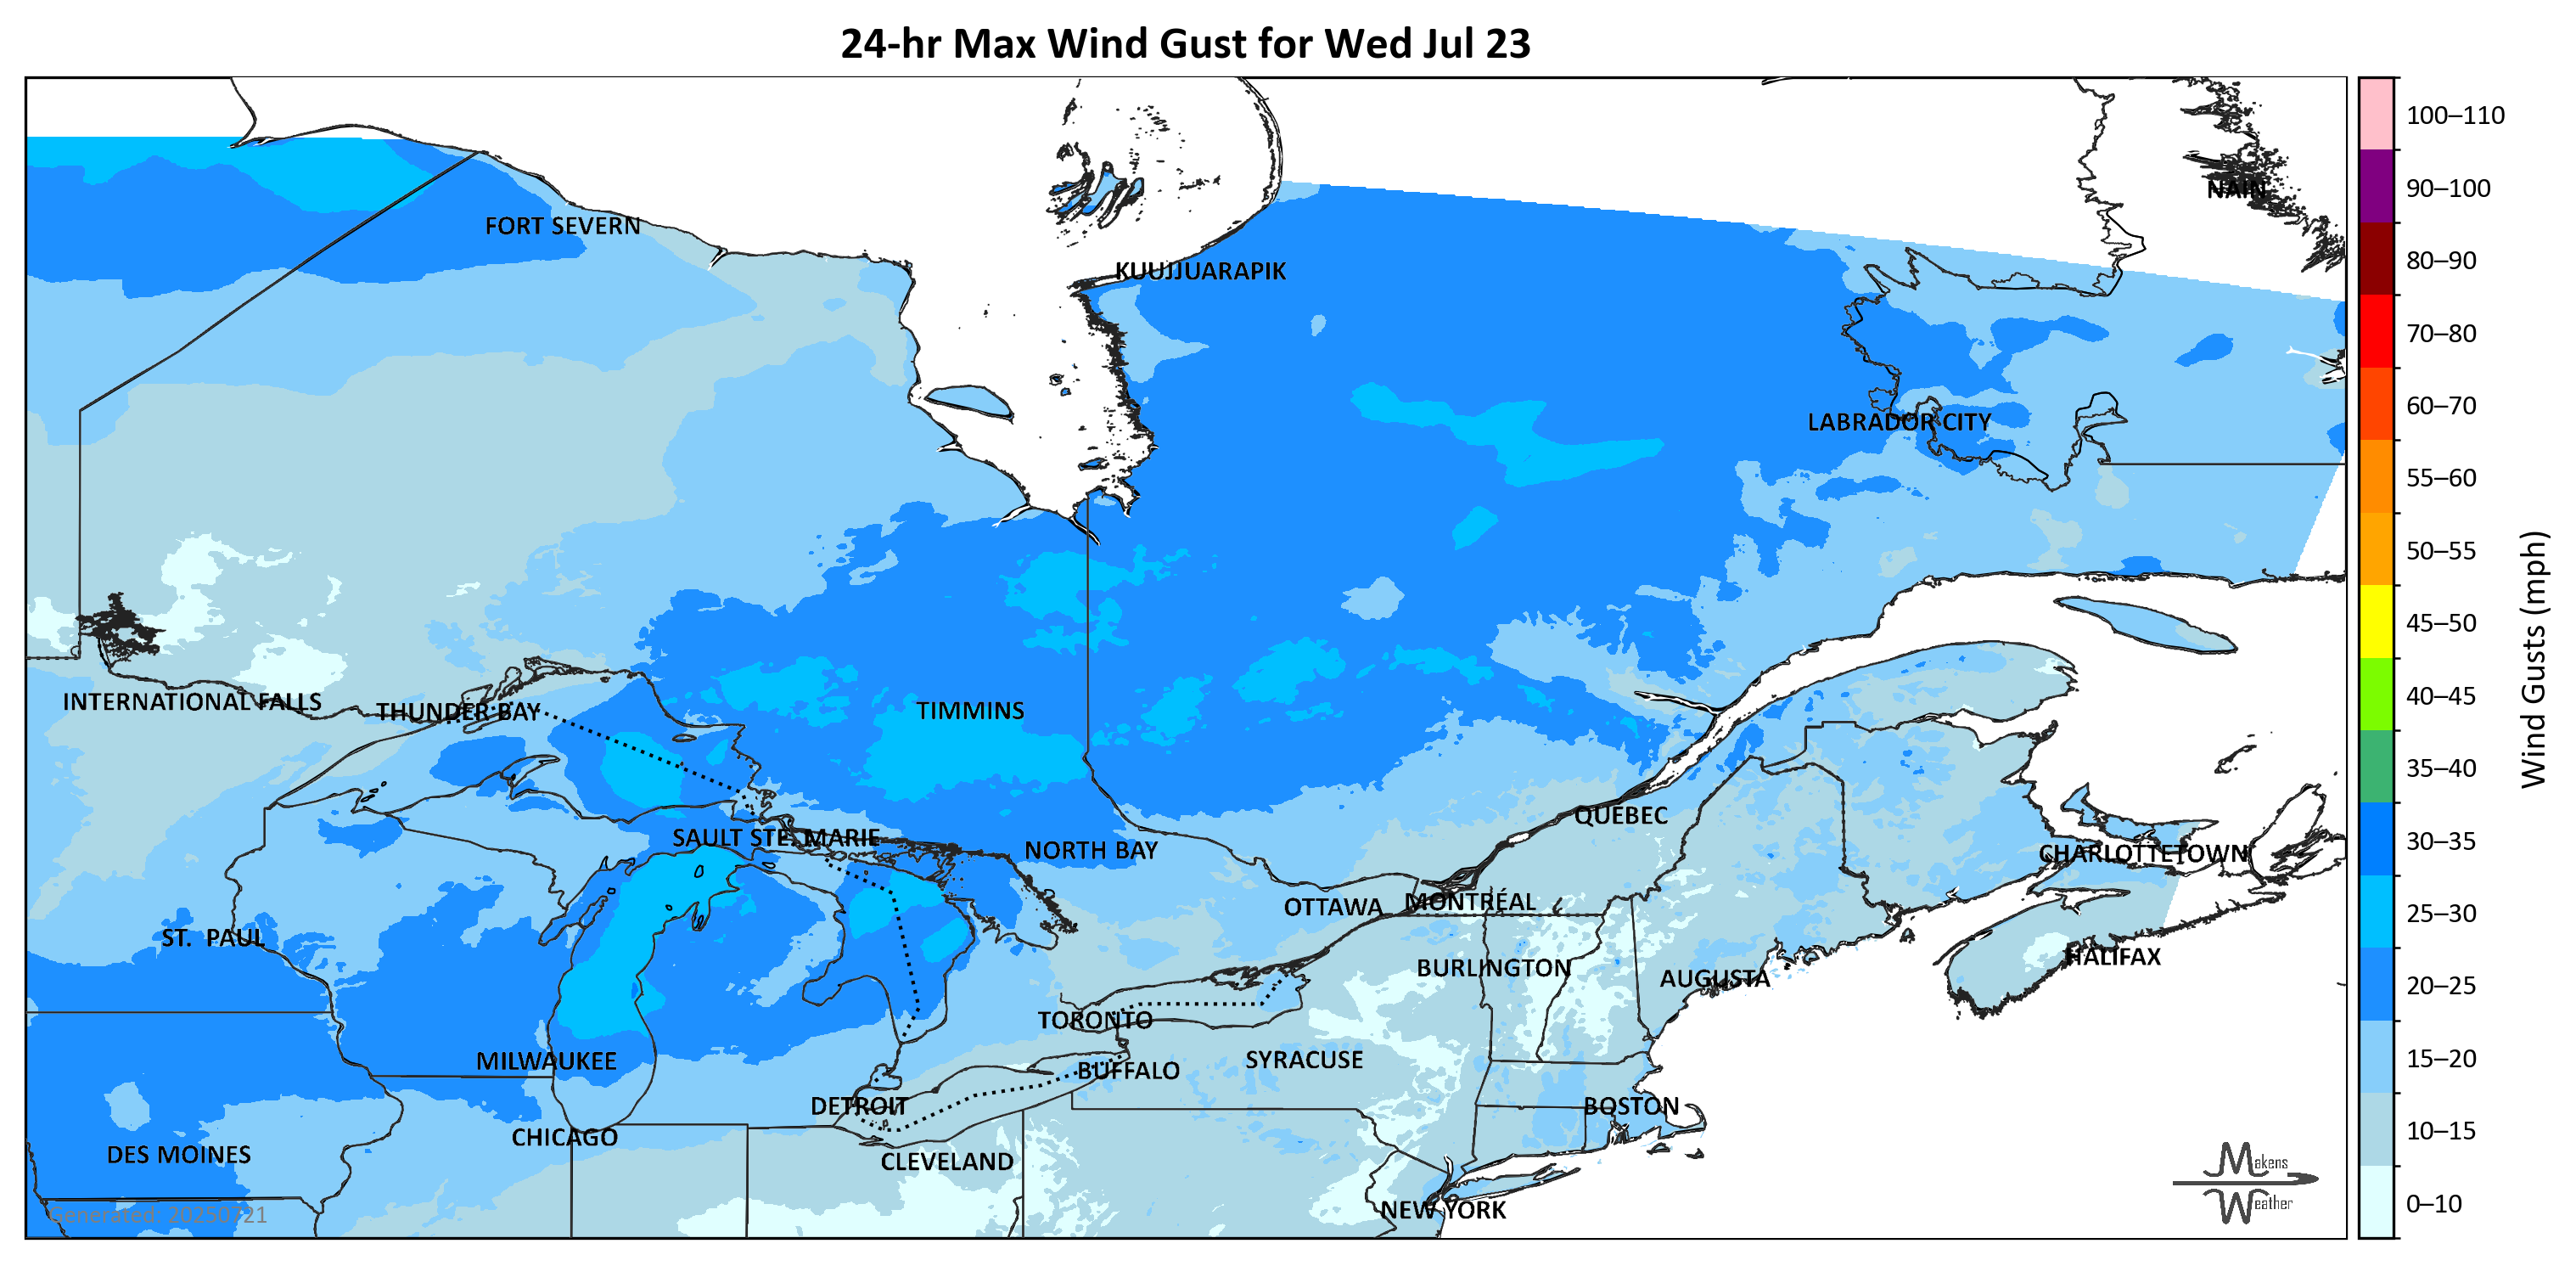 24-hr Max Wind Gust for Wed Jul 23
100–110
90–100
NAIN
80–90
FORT SEVERN
KUUJJUARAPIK
70–80
60–70
LABRADOR CITY
55–60
50–55
45–50
Wind Gusts (mph)
40–45
INTERNATIONAL FALLS
THUNDER BAY
TIMMINS
35–40
QUEBEC
30–35
SAULT STE. MARIE
NORTH BAY
CHARLOTTETOWN
MONTRÉAL
OTTAWA
25–30
ST. PAUL
HALIFAX
BURLINGTON
AUGUSTA
20–25
TORONTO
MILWAUKEE
SYRACUSE
15–20
BUFFALO
DETROIT
BOSTON
10–15
CHICAGO
DES MOINES
CLEVELAND
Makens
Weather
0–10
NEW YORK
Generated: 20250721